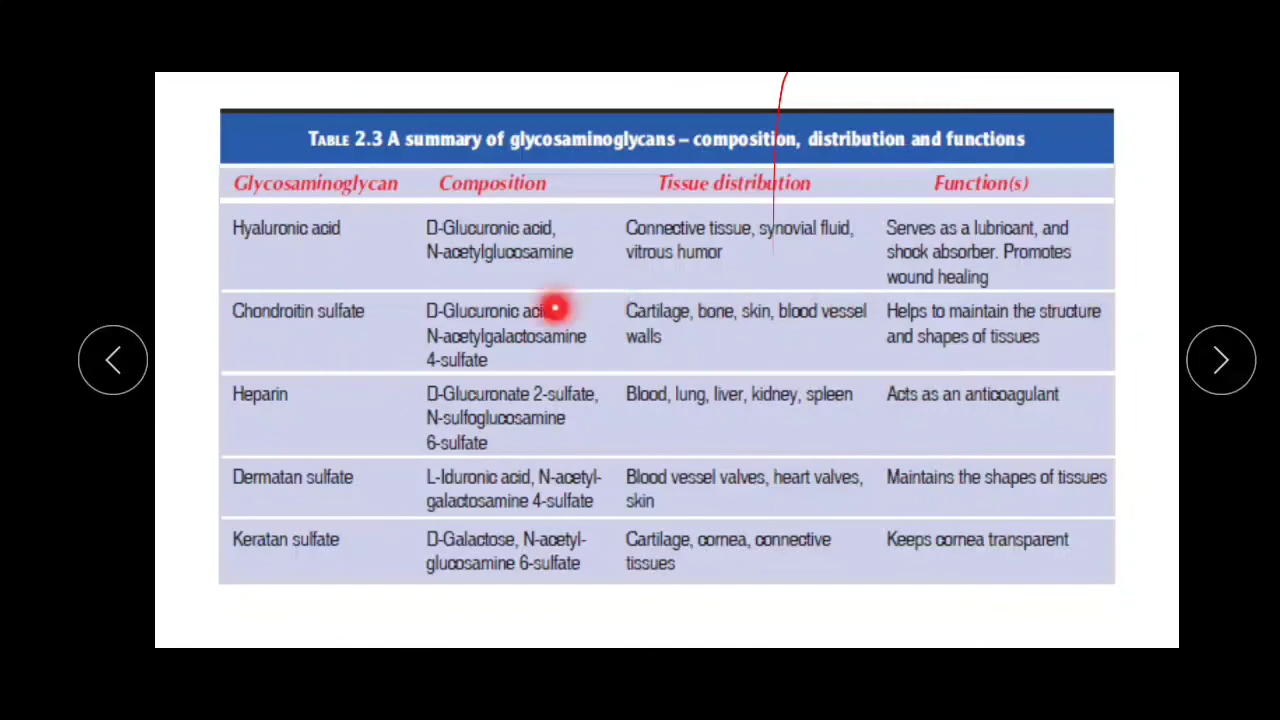 TABLE 2.3 A summary of glycosaminoglycans – composition, distribution and functions
Glycosaminoglycan Composition Tissue distribution Function(s)
Hyaluronic acid D-Glucuronic acid, Connective tissue, synovial fluid, Serves as a lubricant, and
N-acetylglucosamine vitrous humor shock absorber. Promotes
wound healing
Chondroitin sulfate D-Glucuronic Cartilage, bone, skin, blood vessel Helps to maintain the structure
N-acetylgalactosamine walls and shapes of tissues
4-sulfate
Heparin D-Glucuronate 2-sulfate, Blood, lung, liver, kidney, spleen Acts as an anticoagulant
N-sulfoglucosamine
6-sulfate
Dermatan sulfate L-Iduronic acid, N-acetyl- Blood vessel valves, heart valves, Maintains the shapes of tissues
galactosamine 4-sulfate skin
Keratan sulfate D-Galactose, N-acetyl- Cartilage, cornea, connective Keeps cornea transparent
glucosamine 6-sulfate tissues